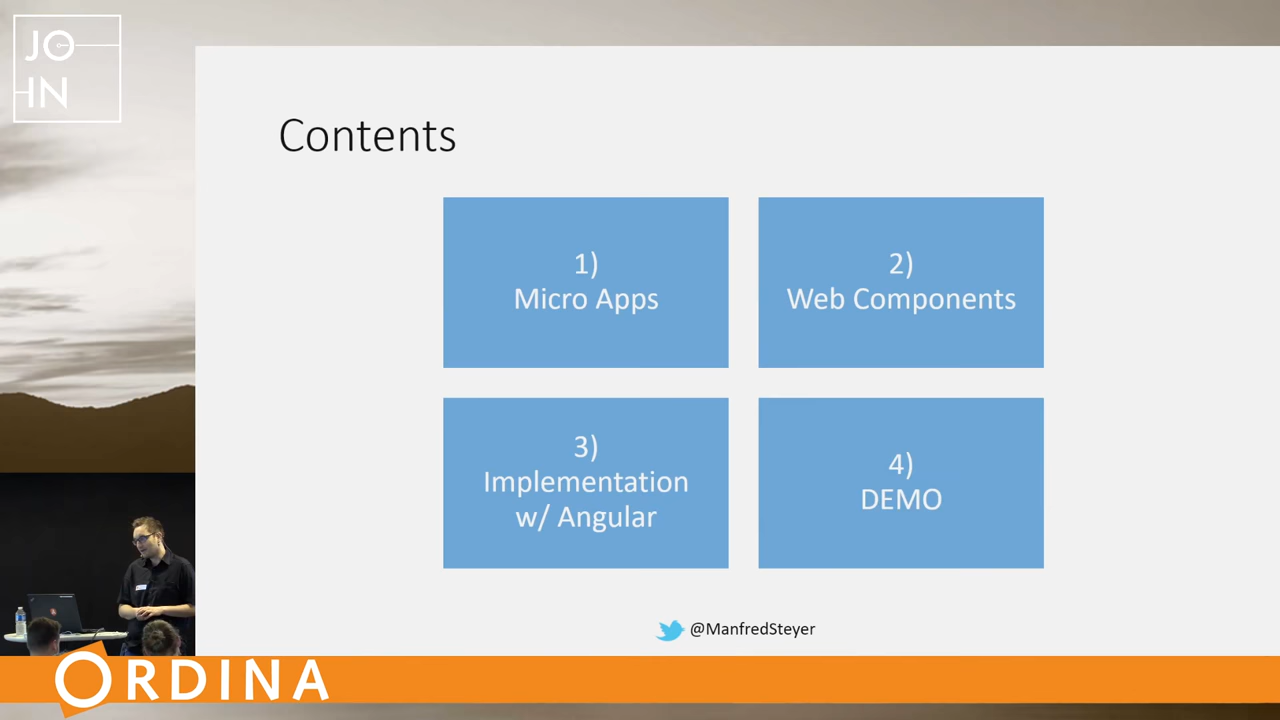 JO
IN
Contents
1)
Micro Apps
2)
Web Components
3)
Implementation
w/ Angular
4)
DEMO
@ManfredSteyer
ORDINA